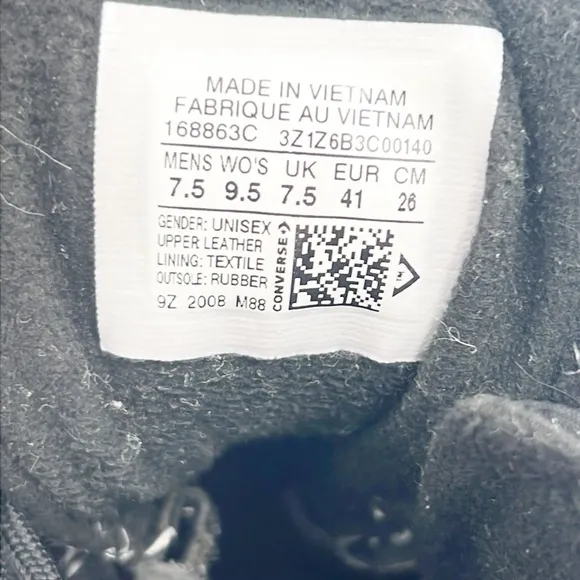 MADE IN VIETNAM
FABRIQUE AU VIETNAM
168863C 3Z1Z6B3C00140
MENS WO'S UK EUR CM
7.5 9.5 7.5 41 26
GENDER: UNISEX
UPPER LEATHER
LINING: TEXTILE
OUTSOLE: RUBBER
9Z 2008 M88
CONVERSE
TM